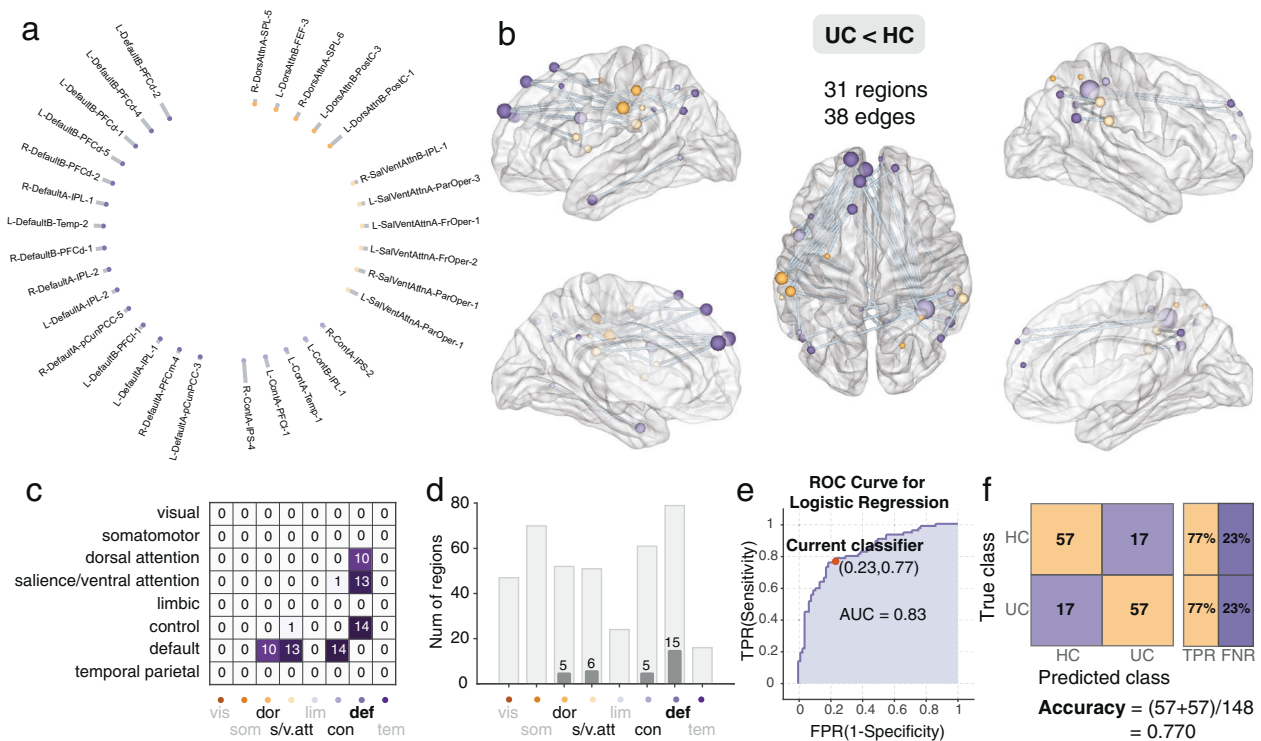 a
L-DefaultB-PFCd-2
L-DefaultB-PFCd-4
L-DefaultB-PFCd-1
L-DefaultB-PFCd-5
R-DefaultB-PFCd-2
R-DefaultA-IPL-1
L-DefaultB-Temp-2
R-DefaultB-PFCd-1
R-DefaultA-IPL-2
L-DefaultA-IPL-2
R-DefaultA-pCunPCC-5
L-DefaultB-PFCl-1
L-DefaultA-IPL-1
R-DefaultA-PFCm-4
L-DefaultA-pCunPCC-3
R-DorsAttnA-SPL-5
L-DorsAttnB-FEF-3
R-DorsAttnA-SPL-6
L-DorsAttnB-PostC-3
L-DorsAttnB-PostC-1
R-SalVentAttnB-IPL-1
L-SalVentAttnA-ParOper-3
L-SalVentAttnA-FrOper-1
L-SalVentAttnA-FrOper-2
R-SalVentAttnA-ParOper-1
L-SalVentAttnA-ParOper-1
R-ContA-IPS-2
L-ContB-IPL-1
L-ContA-Temp-1
L-ContA-PFCl-1
R-ContA-IPS-4
b
UC < HC
31 regions
38 edges
c
visual 0 0 0 0 0 0 0 0
somatomotor 0 0 0 0 0 0 0 0
dorsal attention 0 0 0 0 0 0 10 0
salience/ventral attention 0 0 0 0 0 1 13 0
limbic 0 0 0 0 0 0 0 0
control 0 0 0 1 0 0 14 0
default 0 0 10 13 0 14 0 0
temporal parietal 0 0 0 0 0 0 0 0
vis dor lim def
som s/v.att con tem
d
Num of regions
80
60
40
20
0
5 6 5 15
vis dor lim def
som s/v.att con tem
e
ROC Curve for
Logistic Regression
TPR(Sensitivity)
1
0.8
0.6
0.4
0.2
0
Current classifier
(0.23,0.77)
AUC = 0.83
0 0.2 0.4 0.6 0.8 1
FPR(1-Specificity)
f
True class
HC 57 17 77% 23%
UC 17 57 77% 23%
HC UC TPR FNR
Predicted class
Accuracy = (57+57)/148
= 0.770